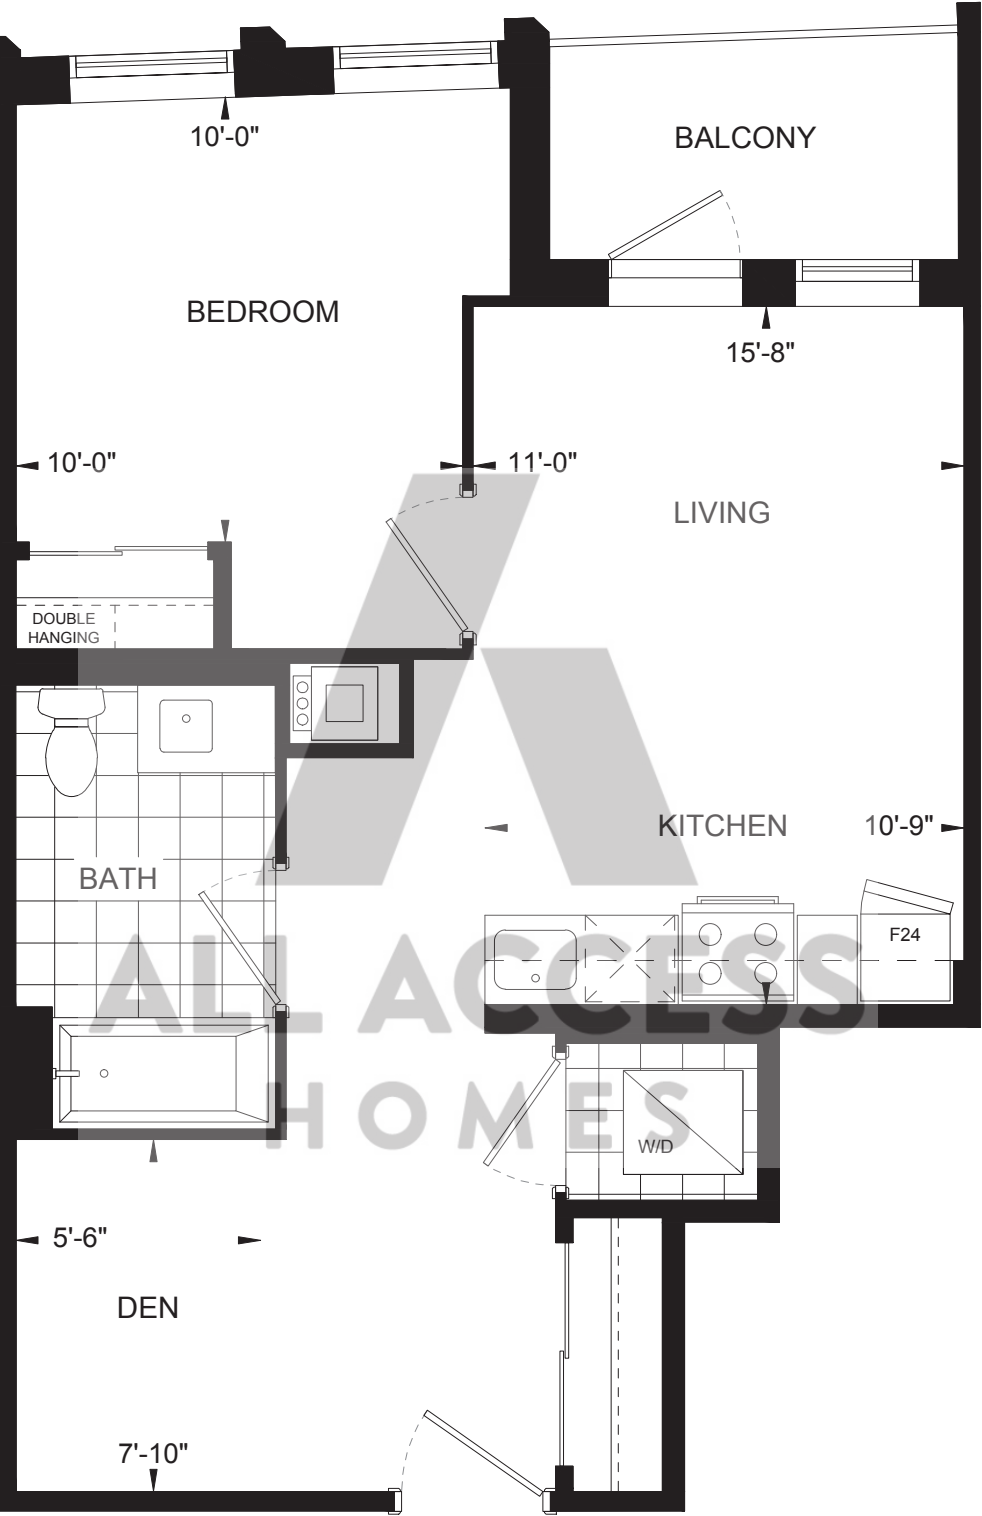 10'-0"
BALCONY
BEDROOM
15'-8"
10'-0"
11'-0"
LIVING
DOUBLE
HANGING
KITCHEN
10'-9"
BATH
F24
ALL ACCESS
HOMES
W/D
5'-6"
DEN
7'-10"